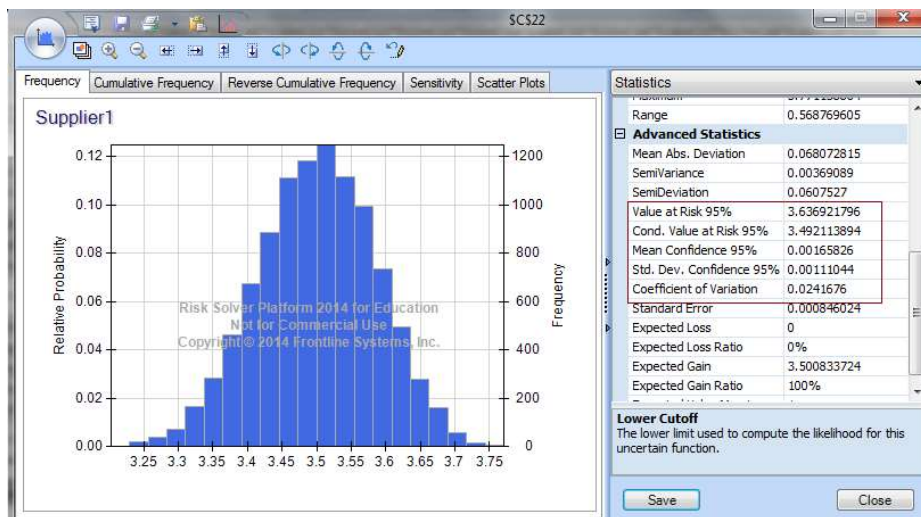 $C$22
Frequency
Cumulative Frequency
Reverse Cumulative Frequency
Sensitivity
Scatter Plots
Supplier1
0.12
0.10
0.08
0.06
0.04
0.02
0.00
Relative Probability
1200
1000
800
600
400
200
0
Frequency
3.25 3.3 3.35 3.4 3.45 3.5 3.55 3.6 3.65 3.7 3.75
Risk Solver Platform 2014 for Education
Not for Commercial Use
Copyright © 2014 Frontline Systems, Inc.
Statistics
Range 0.568769605
Advanced Statistics
Mean Abs. Deviation 0.068072815
SemiVariance 0.00369089
SemiDeviation 0.0607527
Value at Risk 95% 3.636921796
Cond. Value at Risk 95% 3.492113894
Mean Confidence 95% 0.00165826
Std. Dev. Confidence 95% 0.00111044
Coefficient of Variation 0.0241676
Standard Error 0.000846024
Expected Loss 0
Expected Loss Ratio 0%
Expected Gain 3.500833724
Expected Gain Ratio 100%
Lower Cutoff
The lower limit used to compute the likelihood for this
uncertain function.
Save
Close